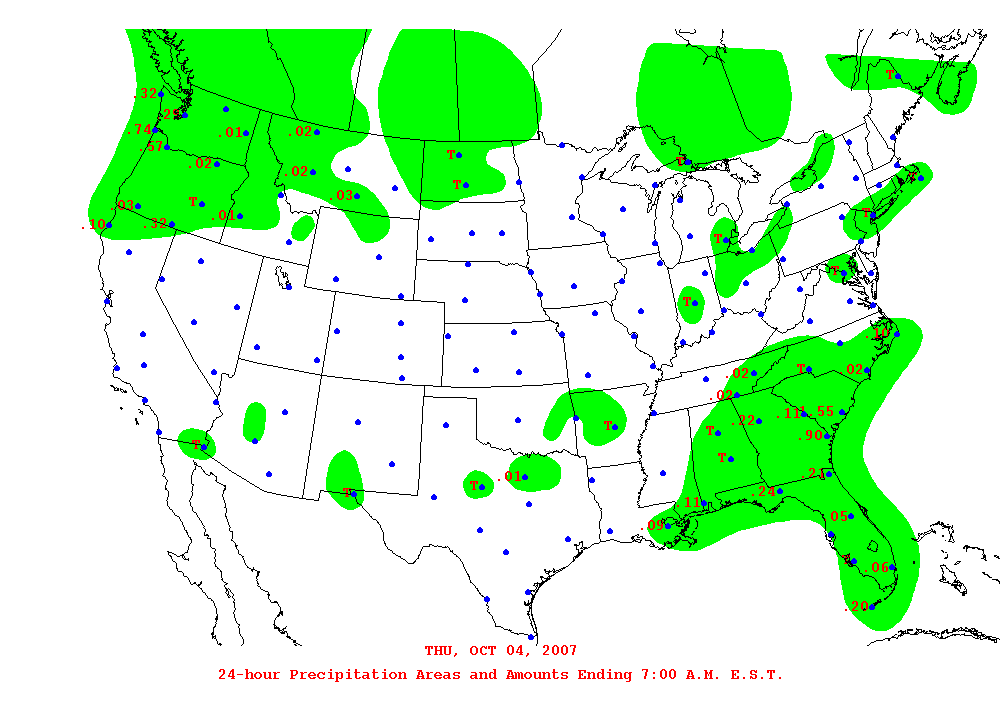 T
.32
.74
.57
.01
.02
.02
T
.02
T
T
.03
.03
T
.01
.10
.32
T
T
T
T
T
.10
.02
T
.02
.02
.11
.55
.22
T
.90
T
T
.01
T
T
.24
.11
.09
.05
.06
.20
THU, OCT 04, 2007
24-hour Precipitation Areas and Amounts Ending 7:00 A.M. E.S.T.